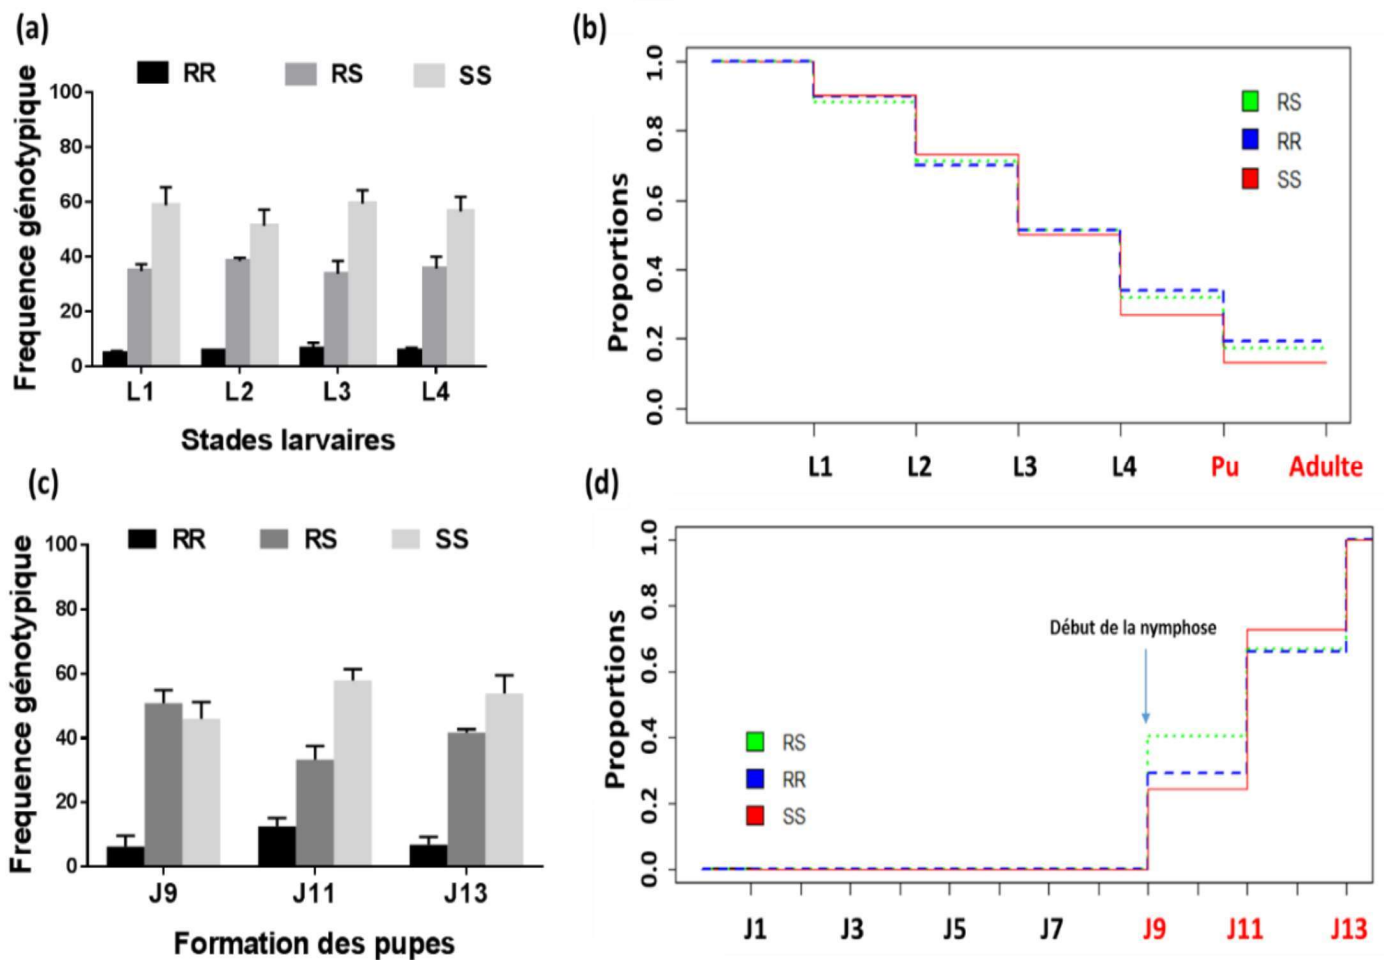 (a)
RR RS SS
Frequence génotypique
100
80
60
40
20
0
L1 L2 L3 L4
Stades larvaires
(b)
Proportions
1.0
0.8
0.6
0.4
0.2
0.0
RS
RR
SS
L1 L2 L3 L4 Pu Adulte
(c)
RR RS SS
Frequence génotypique
100
80
60
40
20
0
J9 J11 J13
Formation des pupes
(d)
Proportions
1.0
0.8
0.6
0.4
0.2
0.0
Début de la nymphose
RS
RR
SS
J1 J3 J5 J7 J9 J11 J13